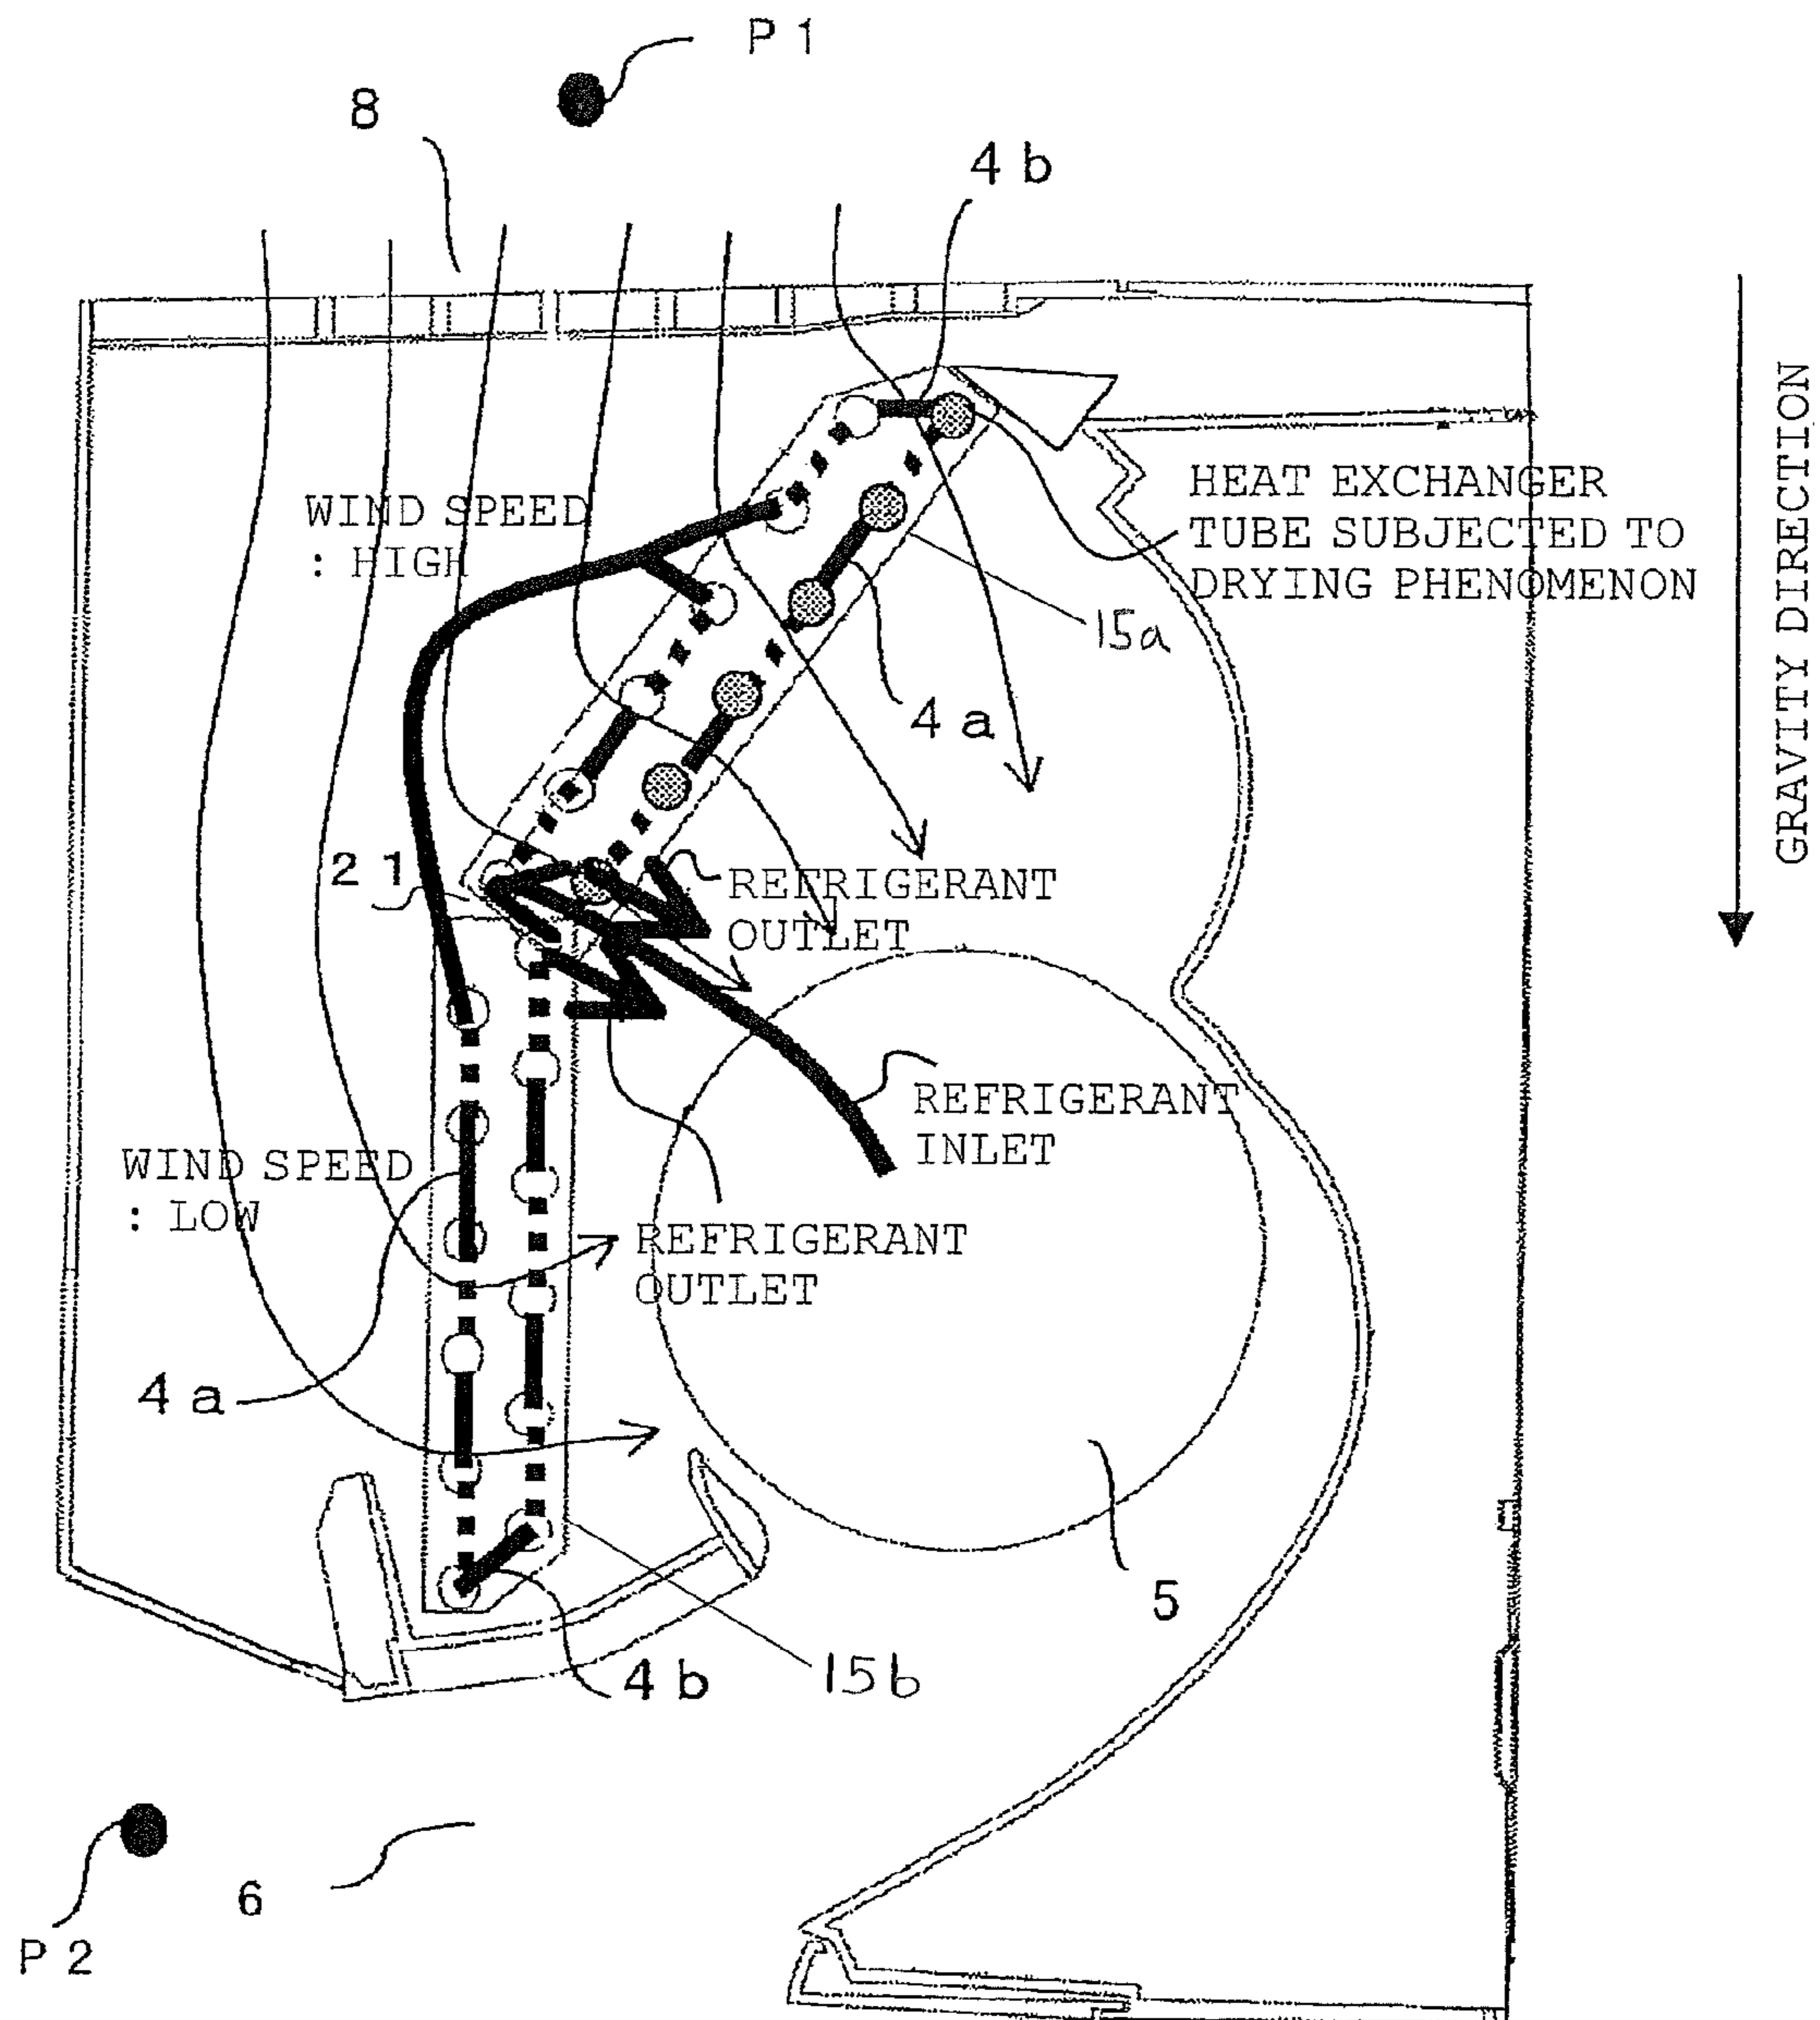 P 1
8
4 b
WIND SPEED
: HIGH
HEAT EXCHANGER
TUBE SUBJECTED TO
DRYING PHENOMENON
GRAVITY DIRECTION
15a
4 a
2 1
REFRIGERANT
OUTLET
REFRIGERANT
INLET
WIND SPEED
: LOW
REFRIGERANT
OUTLET
4 a
5
4 b
15b
6
P 2